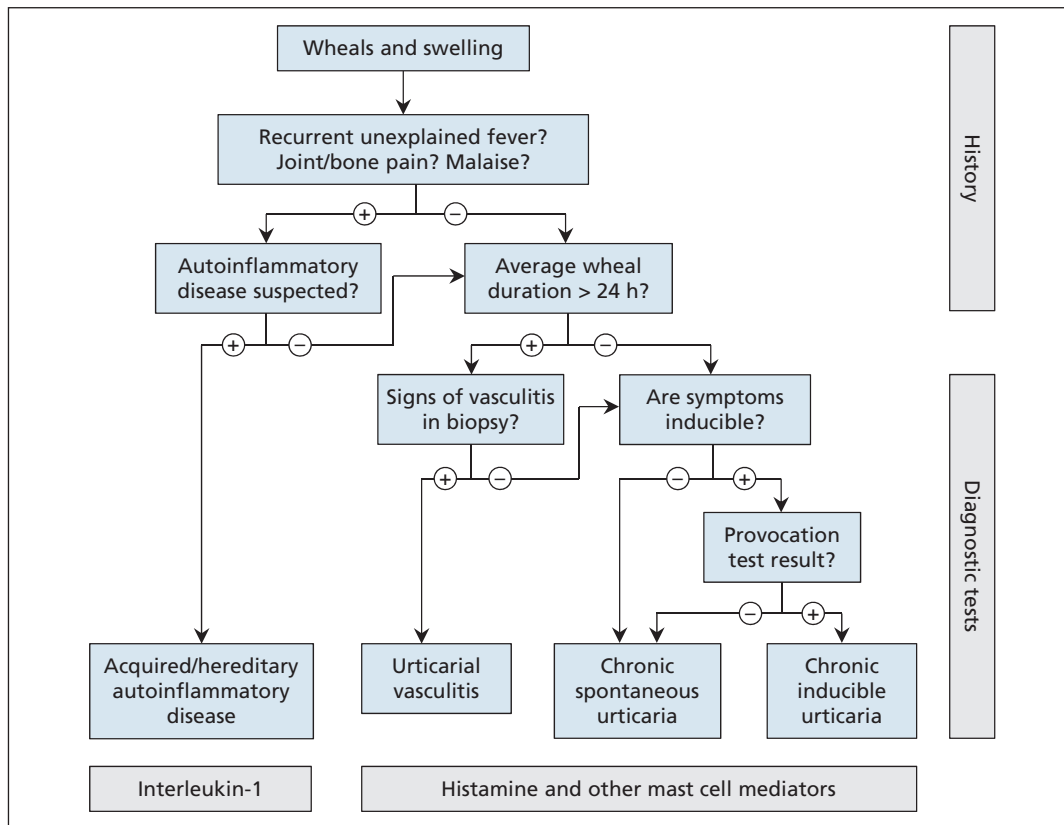 Wheals and swelling
History
Recurrent unexplained fever?
Joint/bone pain? Malaise?
+
−
Autoinflammatory
disease suspected?
Average wheal
duration > 24 h?
+
−
+
−
Signs of vasculitis
in biopsy?
Are symptoms
inducible?
Diagnostic tests
+
−
−
+
Provocation
test result?
−
+
Acquired/hereditary
autoinflammatory
disease
Urticarial
vasculitis
Chronic
spontaneous
urticaria
Chronic
inducible
urticaria
Interleukin-1
Histamine and other mast cell mediators